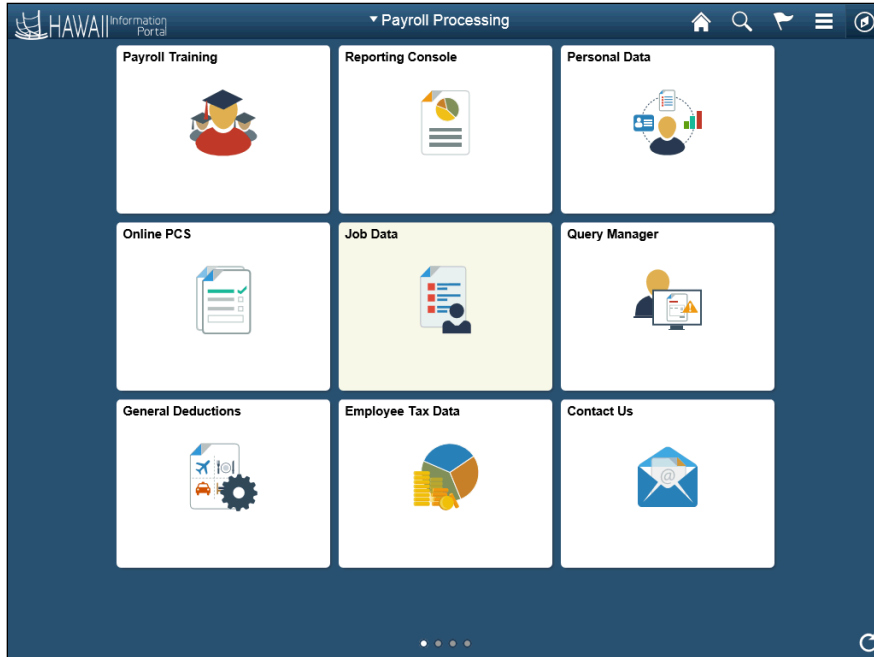 HAWAII Information
Portal
Payroll Processing
Payroll Training
Reporting Console
Personal Data
Online PCS
Job Data
Query Manager
General Deductions
Employee Tax Data
Contact Us
@